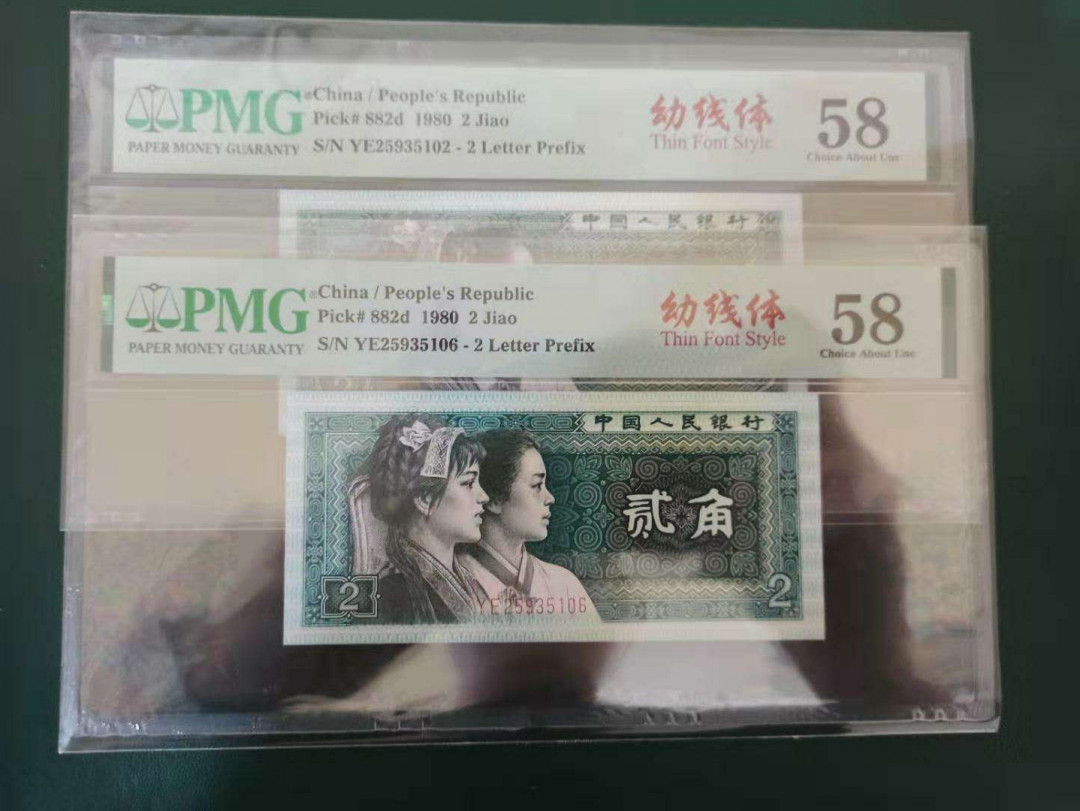 PMG
PAPER MONEY GUARANTY
China / People's Republic
Pick# 882d 1980 2 Jiao
S/N YE25935102 - 2 Letter Prefix
幼线体
Thin Font Style
58
Choice About Unc
中国人民银行
PMG
PAPER MONEY GUARANTY
China / People's Republic
Pick# 882d 1980 2 Jiao
S/N YE25935106 - 2 Letter Prefix
幼线体
Thin Font Style
58
Choice About Unc
中国人民银行
贰角
2
YE25935106
2